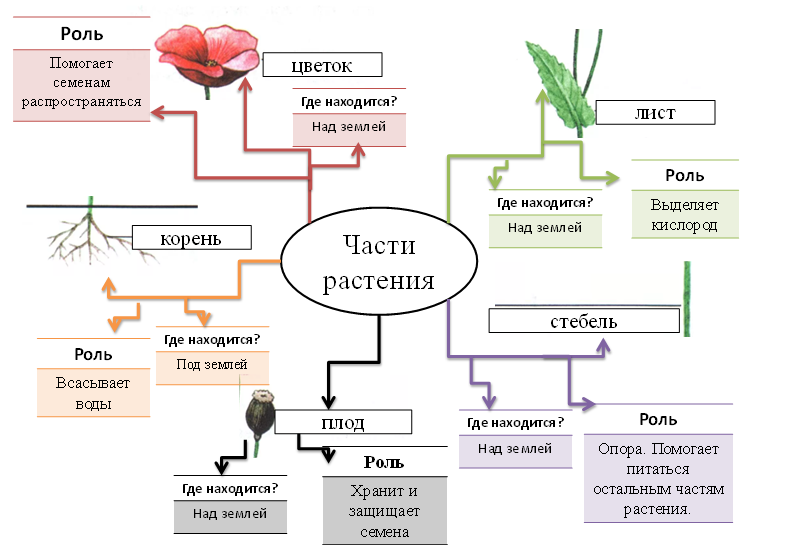 Роль
Помогает
семенам
распространяться
цветок
Где находится?
Над землей
лист
Где находится?
Над землей
Роль
Выделяет
кислород
корень
Части
растения
Роль
Всасывает
воды
Где находится?
Под землей
стебель
Где находится?
Над землей
Роль
Опора. Помогает
питаться
остальным частям
растения.
плод
Где находится?
Над землей
Роль
Хранит и
защищает
семена